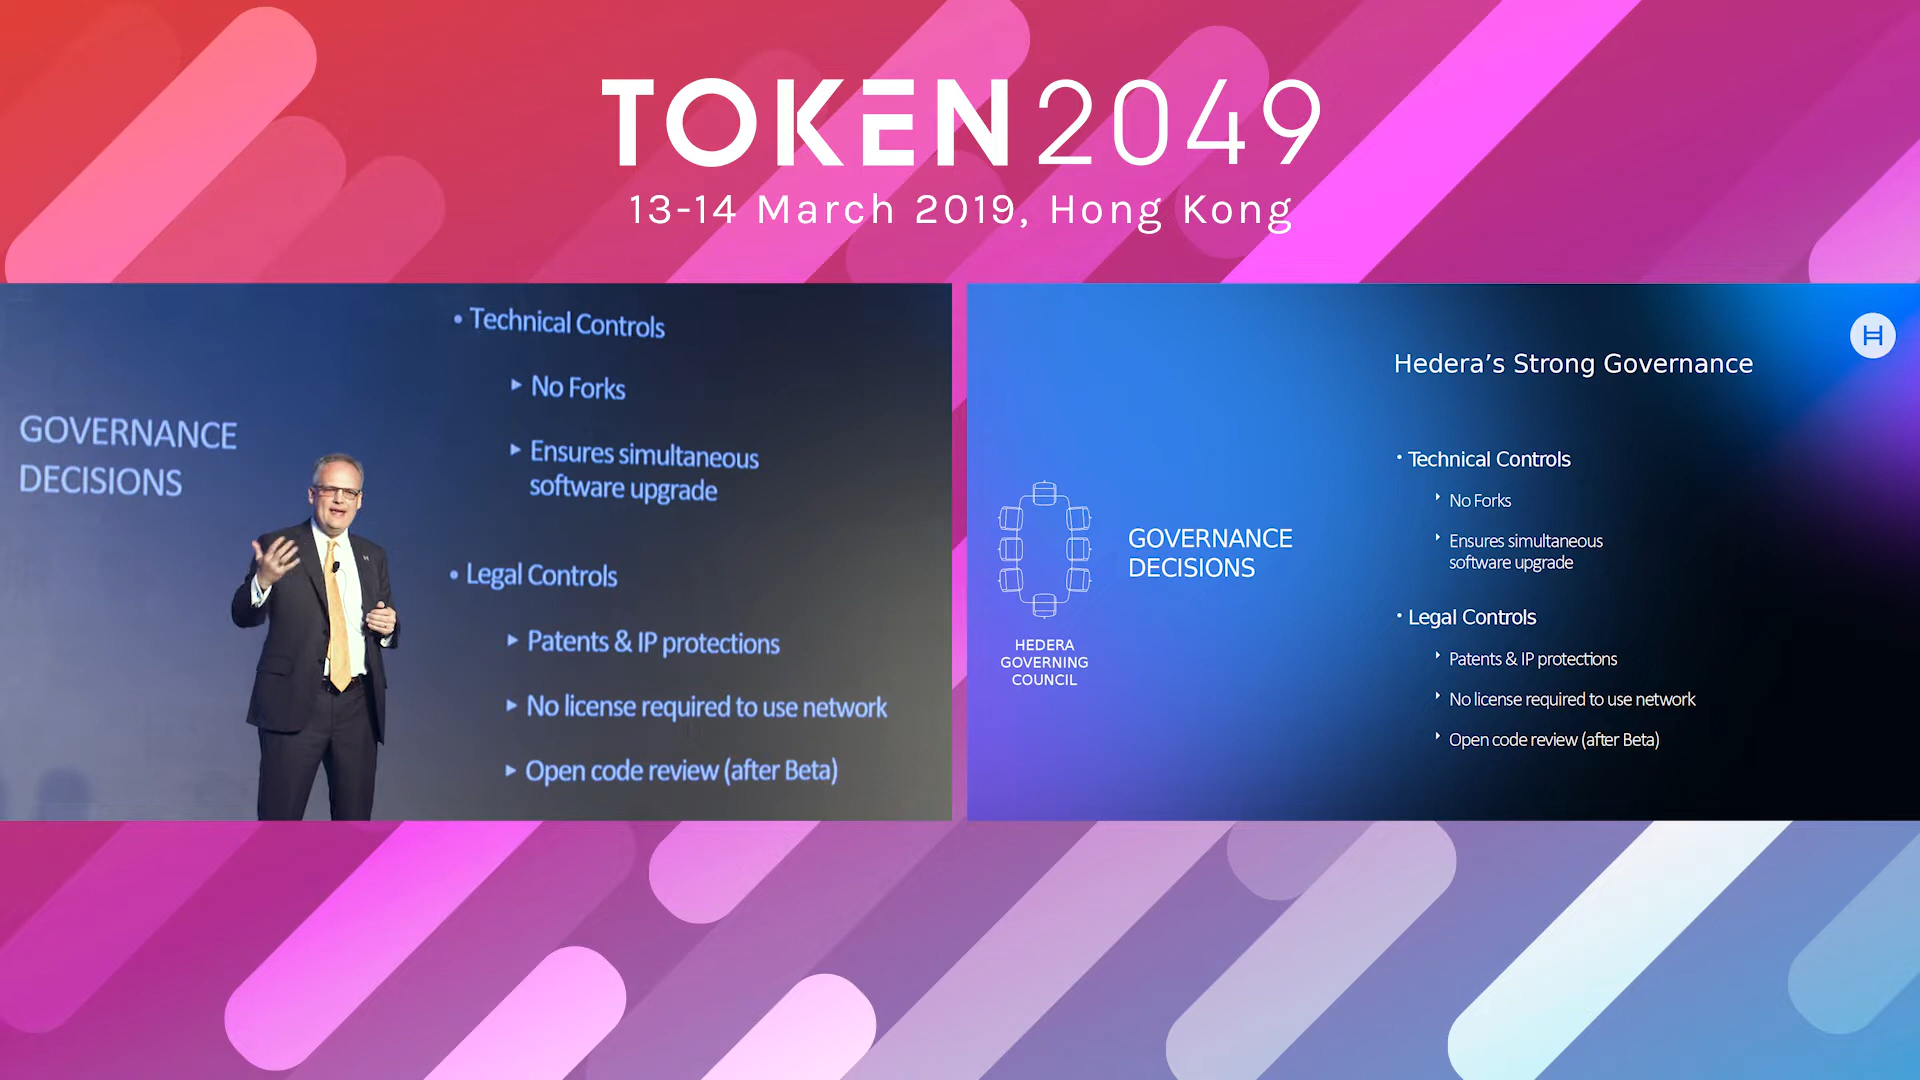 TOKEN2049
13-14 March 2019, Hong Kong
GOVERNANCE
DECISIONS
• Technical Controls
▸ No Forks
▸ Ensures simultaneous
software upgrade
• Legal Controls
▸ Patents & IP protections
▸ No license required to use network
▸ Open code review (after Beta)
H
Hedera’s Strong Governance
HEDERA
GOVERNING
COUNCIL
GOVERNANCE
DECISIONS
• Technical Controls
▸ No Forks
▸ Ensures simultaneous
software upgrade
• Legal Controls
▸ Patents & IP protections
▸ No license required to use network
▸ Open code review (after Beta)